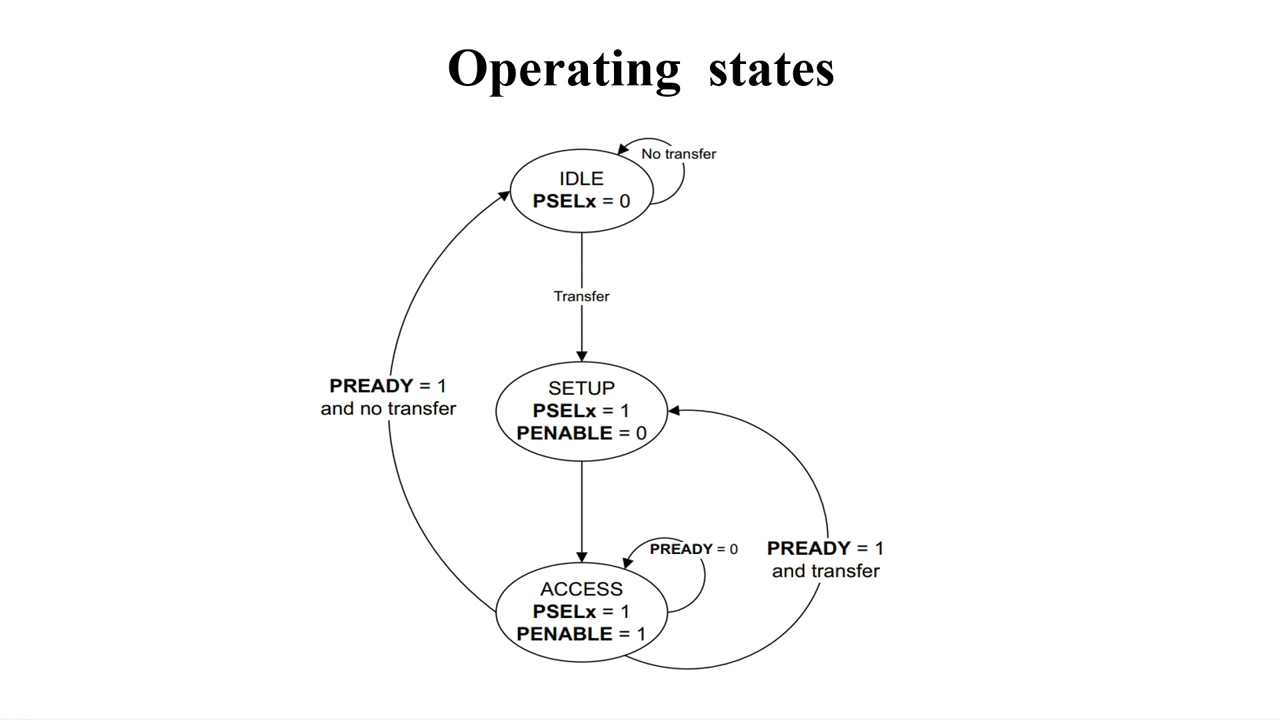 Operating states
No transfer
IDLE
PSELx = 0
Transfer
PREADY = 1
and no transfer
SETUP
PSELx = 1
PENABLE = 0
PREADY = 0
PREADY = 1
and transfer
ACCESS
PSELx = 1
PENABLE = 1